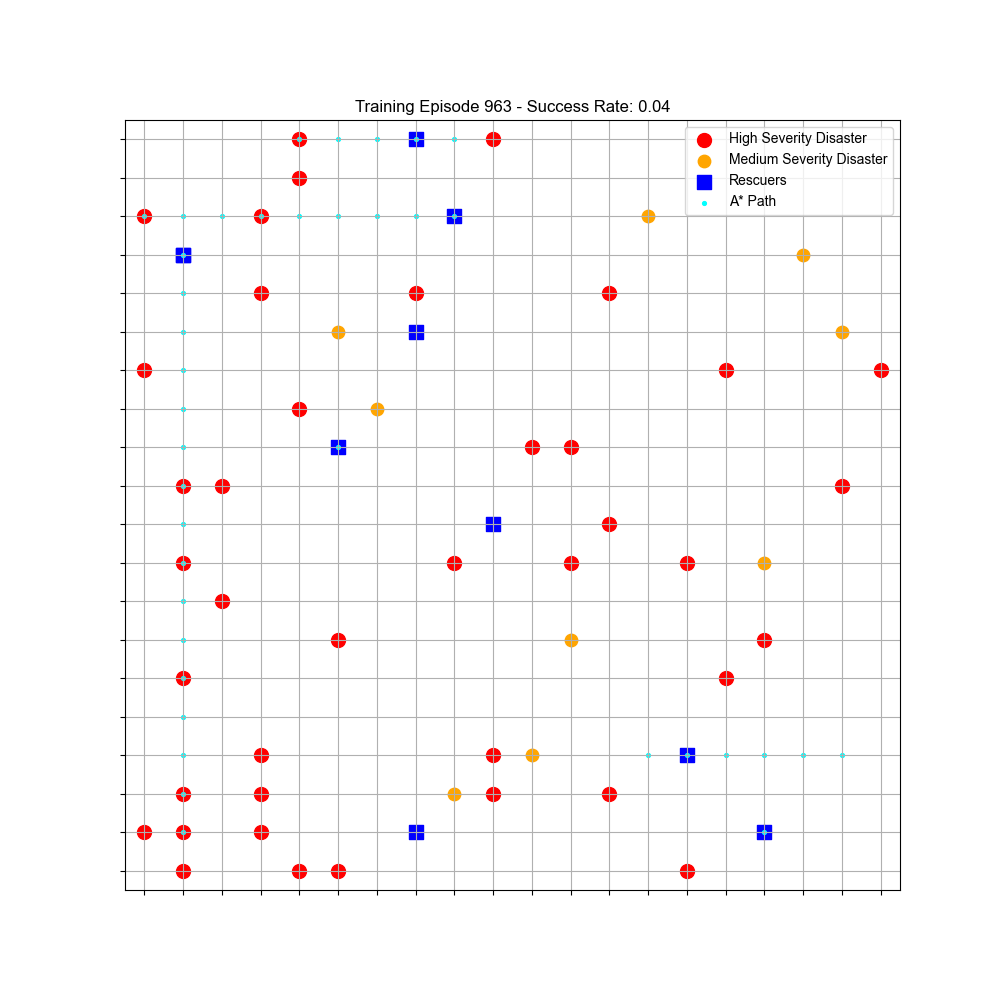 Training Episode 963 - Success Rate: 0.04
High Severity Disaster
Medium Severity Disaster
Rescuers
A* Path